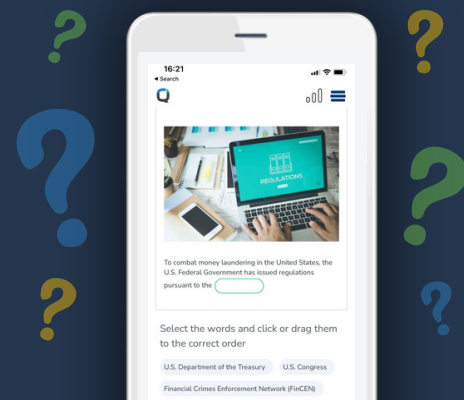 16:21
◂ Search
REGULATIONS
To combat money laundering in the United States, the
U.S. Federal Government has issued regulations
pursuant to the
Select the words and click or drag them
to the correct order
U.S. Department of the Treasury U.S. Congress
Financial Crimes Enforcement Network (FinCEN)